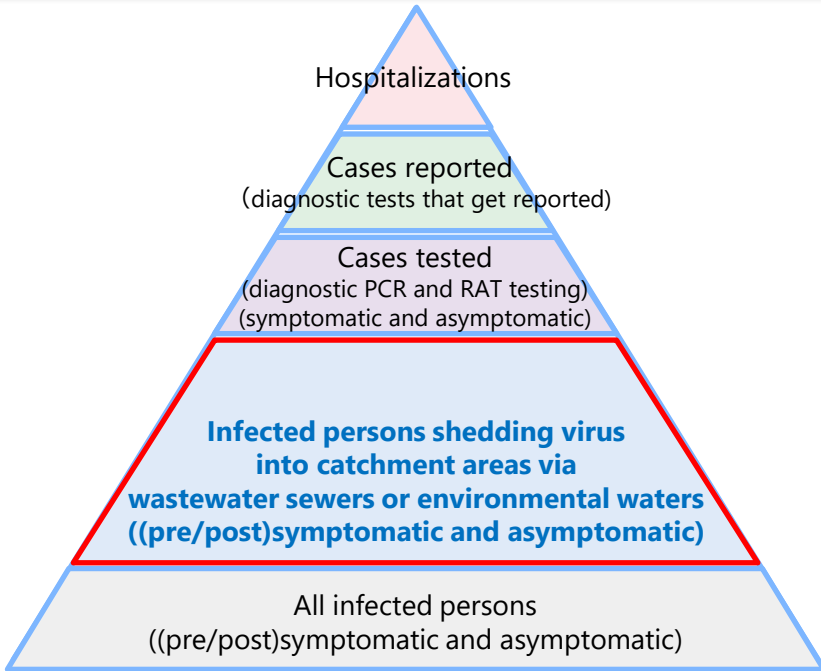 Hospitalizations
Cases reported
（diagnostic tests that get reported)
Cases tested
(diagnostic PCR and RAT testing)
(symptomatic and asymptomatic)
Infected persons shedding virus
into catchment areas via
wastewater sewers or environmental waters
((pre/post)symptomatic and asymptomatic)
All infected persons
((pre/post)symptomatic and asymptomatic)